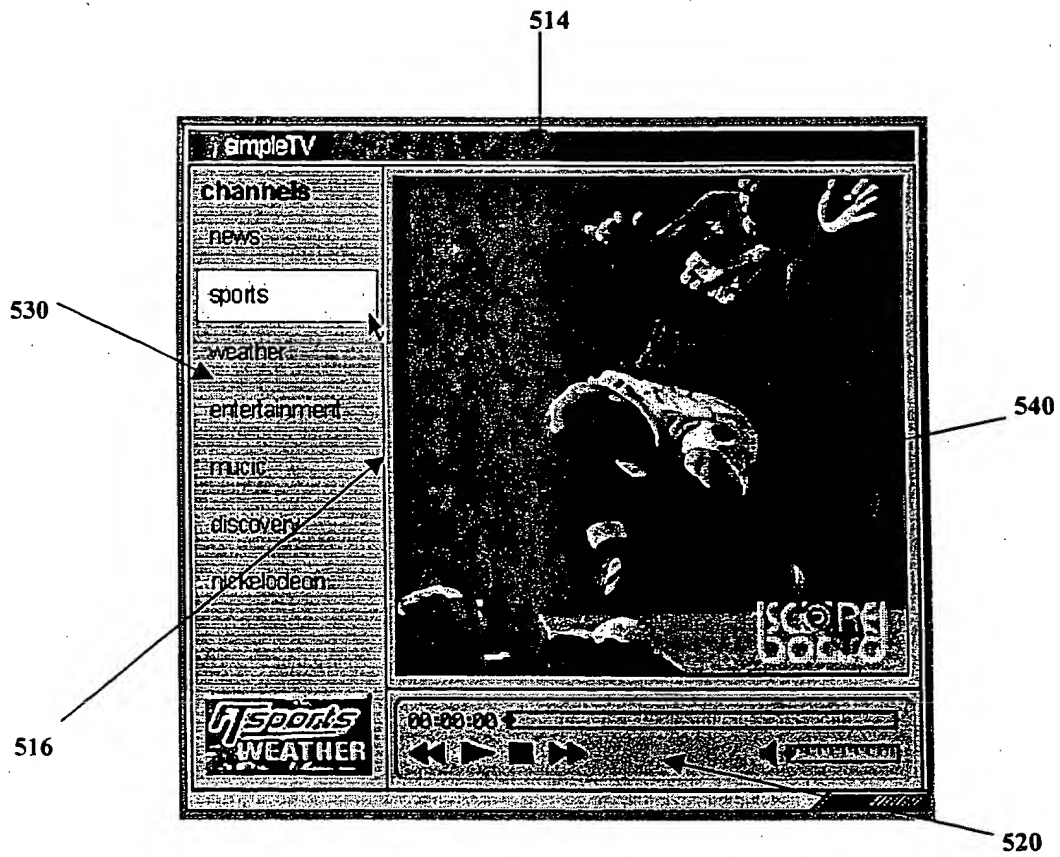 514
simpleTV
channels
news
sports
530
weather
entertainment
540
music
discovery
nickelodeon
SCORE
516
sports
WEATHER
00:00:00
520